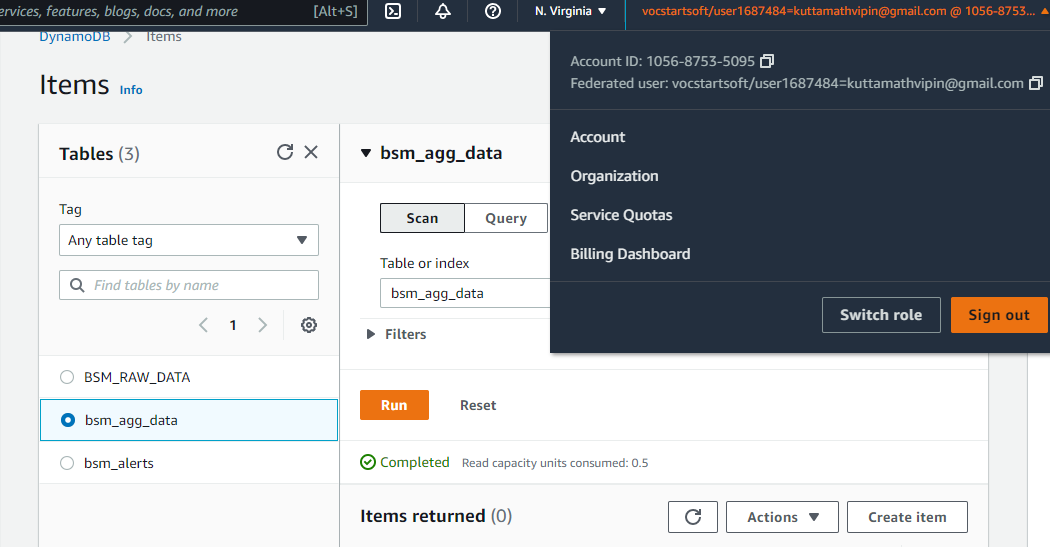 ervices, features, blogs, docs, and more [Alt+S] N. Virginia vocstartsoft/user1687484=kuttamathvipin@gmail.com @ 1056-8753...
DynamoDB Items
Items Info
Account ID: 1056-8753-5095
Federated user: vocstartsoft/user1687484=kuttamathvipin@gmail.com
Account
Organization
Service Quotas
Billing Dashboard
Switch role Sign out
Tables (3)
Tag
Any table tag
Find tables by name
1
BSM_RAW_DATA
bsm_agg_data
bsm_alerts
bsm_agg_data
Scan Query
Table or index
bsm_agg_data
Filters
Run Reset
Completed Read capacity units consumed: 0.5
Items returned (0) Actions Create item